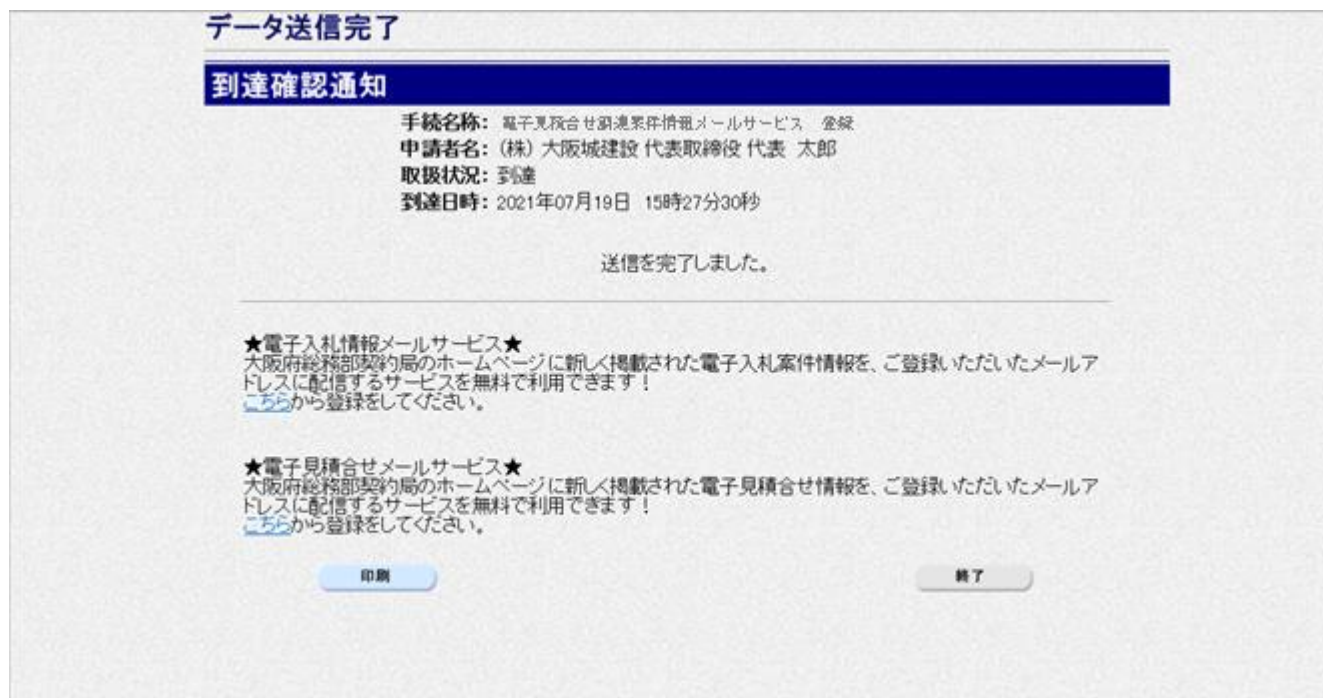 データ送信完了
到達確認通知
手続名称: 電子見積合せ調達案件情報メールサービス 登録
申請者名: (株) 大阪城建設 代表取締役 代表 太郎
取扱状況: 到達
到達日時: 2021年07月19日 15時27分30秒
送信を完了しました。
★電子入札情報メールサービス★
大阪府総務部契約局のホームページに新しく掲載された電子入札案件情報を、ご登録いただいたメールア
ドレスに配信するサービスを無料で利用できます!
こちらから登録をしてください。
★電子見積合せメールサービス★
大阪府総務部契約局のホームページに新しく掲載された電子見積合せ情報を、ご登録いただいたメールア
ドレスに配信するサービスを無料で利用できます!
こちらから登録をしてください。
印刷 終了